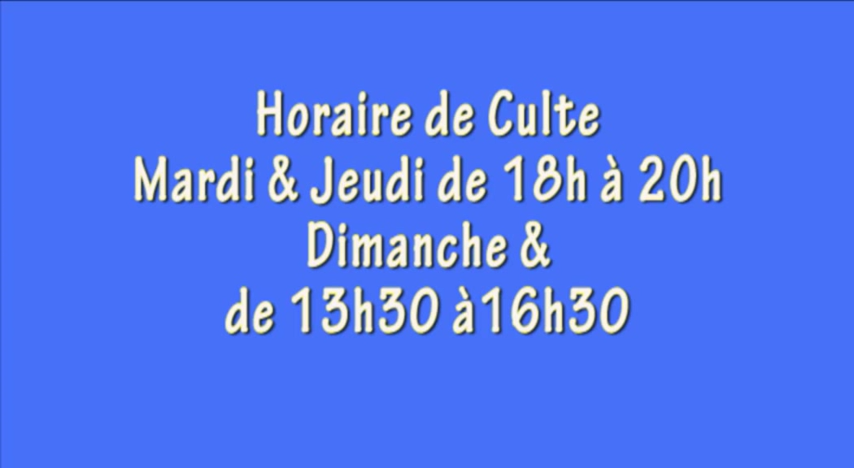 Horaire de Culte
Mardi & Jeudi de 18h à 20h
Dimanche &
de 13h30 à16h30